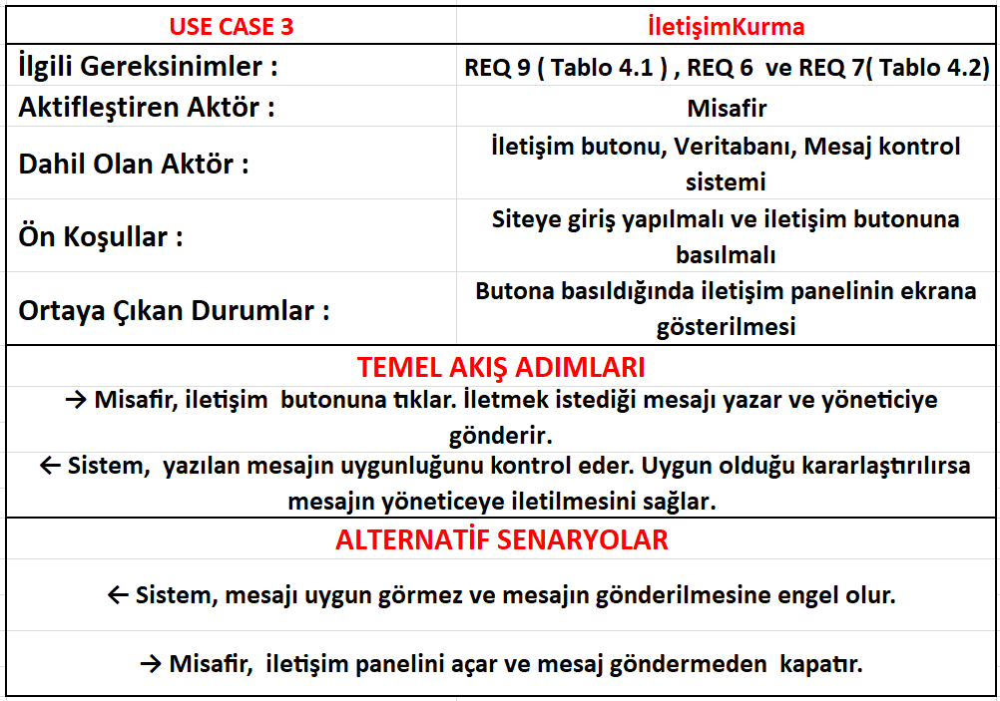 USE CASE 3 İletişimKurma
İlgili Gereksinimler : REQ 9 ( Tablo 4.1 ) , REQ 6 ve REQ 7( Tablo 4.2)
Aktifleştiren Aktör : Misafir
Dahil Olan Aktör : İletişim butonu, Veritabanı, Mesaj kontrol
sistemi
Ön Koşullar : Siteye giriş yapılmalı ve iletişim butonuna
basılmalı
Ortaya Çıkan Durumlar : Butona basıldığında iletişim panelinin ekrana
gösterilmesi
TEMEL AKIŞ ADIMLARI
→ Misafir, iletişim butonuna tıklar. İletmek istediği mesajı yazar ve yöneticiye
gönderir.
← Sistem, yazılan mesajın uygunluğunu kontrol eder. Uygun olduğu kararlaştırılırsa
mesajın yöneticeye iletilmesini sağlar.
ALTERNATİF SENARYOLAR
← Sistem, mesajı uygun görmez ve mesajın gönderilmesine engel olur.
→ Misafir, iletişim panelini açar ve mesaj göndermeden kapatır.